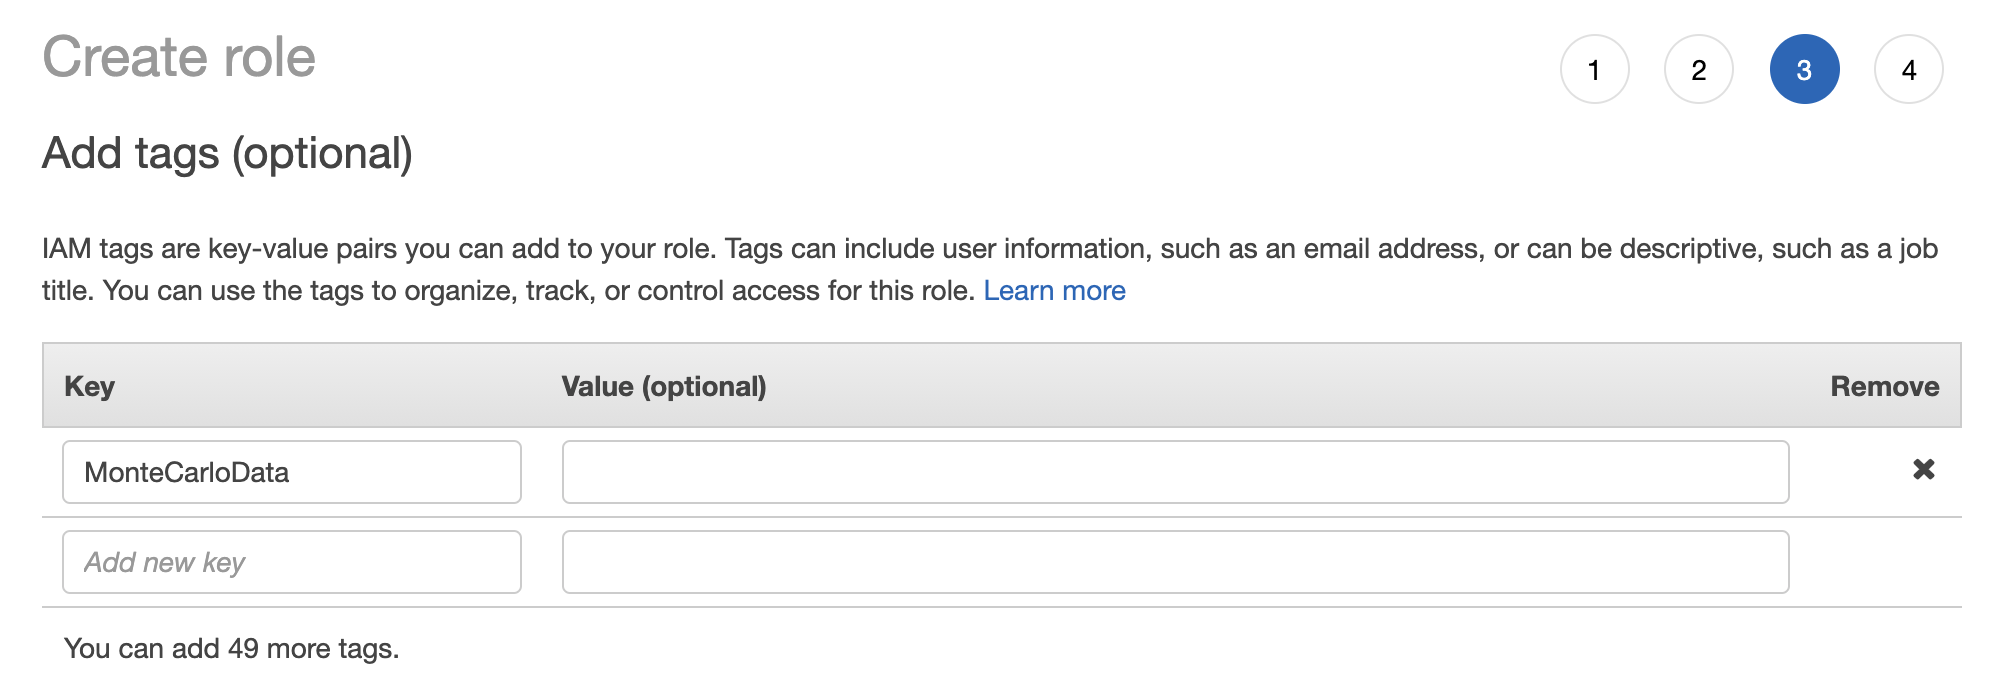 Create role
1 2 3 4
Add tags (optional)
IAM tags are key-value pairs you can add to your role. Tags can include user information, such as an email address, or can be descriptive, such as a job
title. You can use the tags to organize, track, or control access for this role. Learn more
Key Value (optional) Remove
MonteCarloData
Add new key
You can add 49 more tags.